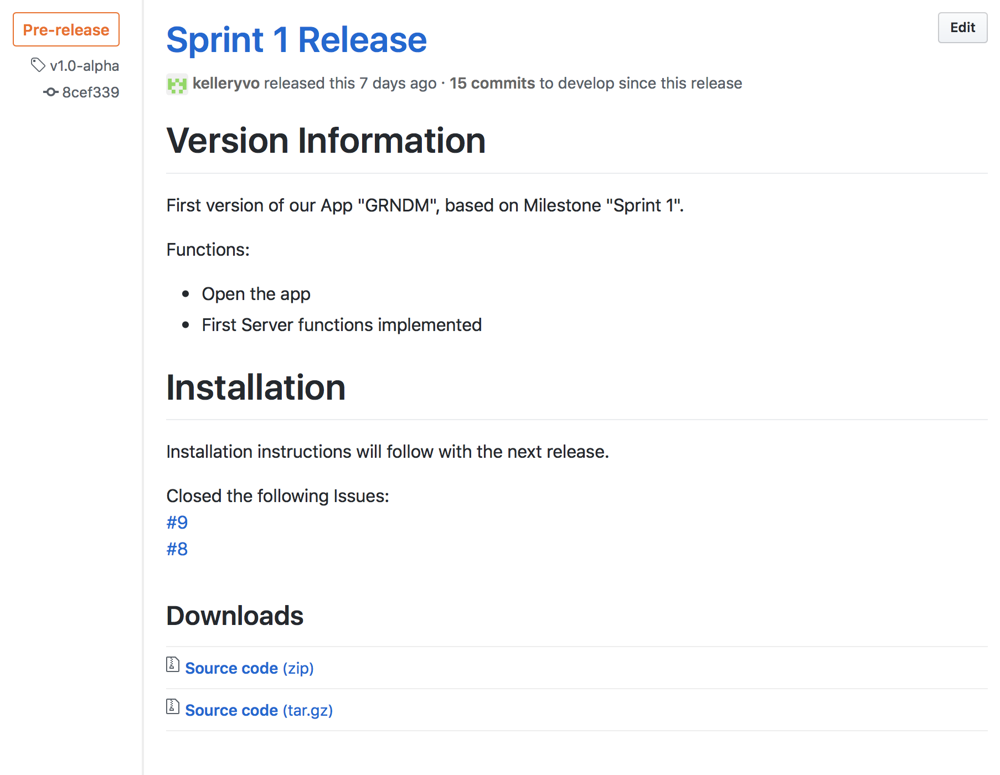 Pre-release
v1.0-alpha
8cef339
Sprint 1 Release
Edit
kelleryvo released this 7 days ago · 15 commits to develop since this release
Version Information
First version of our App "GRNDM", based on Milestone "Sprint 1".
Functions:
• Open the app
• First Server functions implemented
Installation
Installation instructions will follow with the next release.
Closed the following Issues:
#9
#8
Downloads
Source code (zip)
Source code (tar.gz)